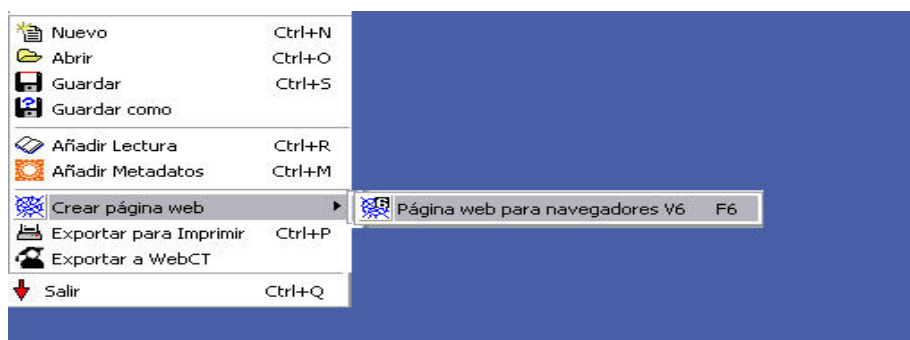 Nuevo Ctrl+N
Abrir Ctrl+O
Guardar Ctrl+S
Guardar como
Añadir Lectura Ctrl+R
Añadir Metadatos Ctrl+M
Crear página web Página web para navegadores V6 F6
Exportar para Imprimir Ctrl+P
Exportar a WebCT
Salir Ctrl+Q